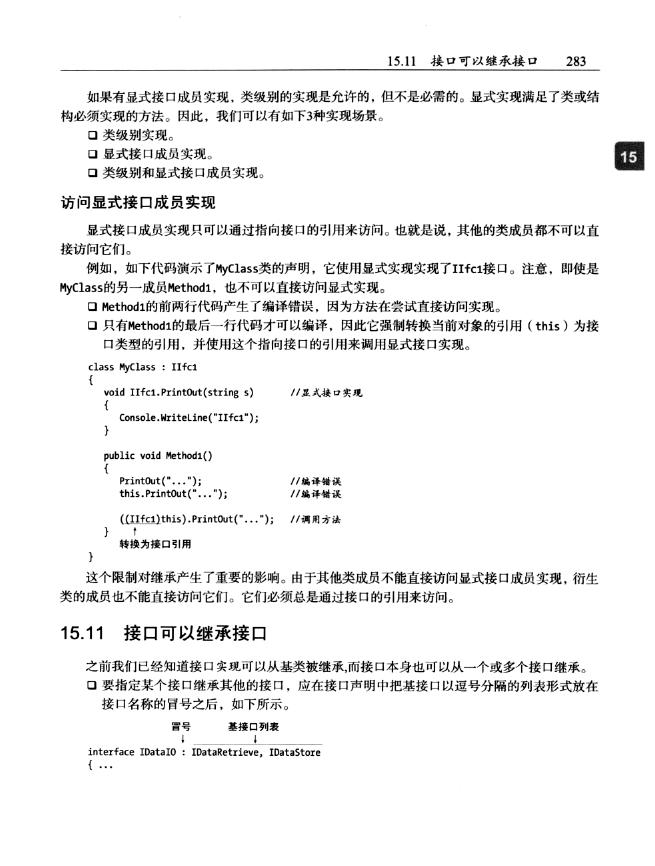 15.11 接口可以继承接口 283
如果有显式接口成员实现，类级别的实现是允许的，但不是必需的。显式实现满足了类或结
构必须实现的方法。因此，我们可以有如下3种实现场景。
❑ 类级别实现。
❑ 显式接口成员实现。
❑ 类级别和显式接口成员实现。
15
访问显式接口成员实现
显式接口成员实现只可以通过指向接口的引用来访问。也就是说，其他的类成员都不可以直
接访问它们。
例如，如下代码演示了MyClass类的声明，它使用显式实现实现了IIfc1接口。注意，即使是
MyClass的另一成员Method1，也不可以直接访问显式实现。
❑ Method1的前两行代码产生了编译错误，因为方法在尝试直接访问实现。
❑ 只有Method1的最后一行代码才可以编译，因此它强制转换当前对象的引用（this）为接
口类型的引用，并使用这个指向接口的引用来调用显式接口实现。
class MyClass : IIfc1
{
void IIfc1.PrintOut(string s) //显式接口实现
{
Console.WriteLine("IIfc1");
}
public void Method1()
{
PrintOut("..."); //编译错误
this.PrintOut("..."); //编译错误
((IIfc1)this).PrintOut("..."); //调用方法
} ↑
转换为接口引用
}
这个限制对继承产生了重要的影响。由于其他类成员不能直接访问显式接口成员实现，衍生
类的成员也不能直接访问它们。它们必须总是通过接口的引用来访问。
15.11 接口可以继承接口
之前我们已经知道接口实现可以从基类被继承,而接口本身也可以从一个或多个接口继承。
❑ 要指定某个接口继承其他的接口，应在接口声明中把基接口以逗号分隔的列表形式放在
接口名称的冒号之后，如下所示。
冒号 基接口列表
↓ ↓
interface IDataIO : IDataRetrieve, IDataStore
{ ...